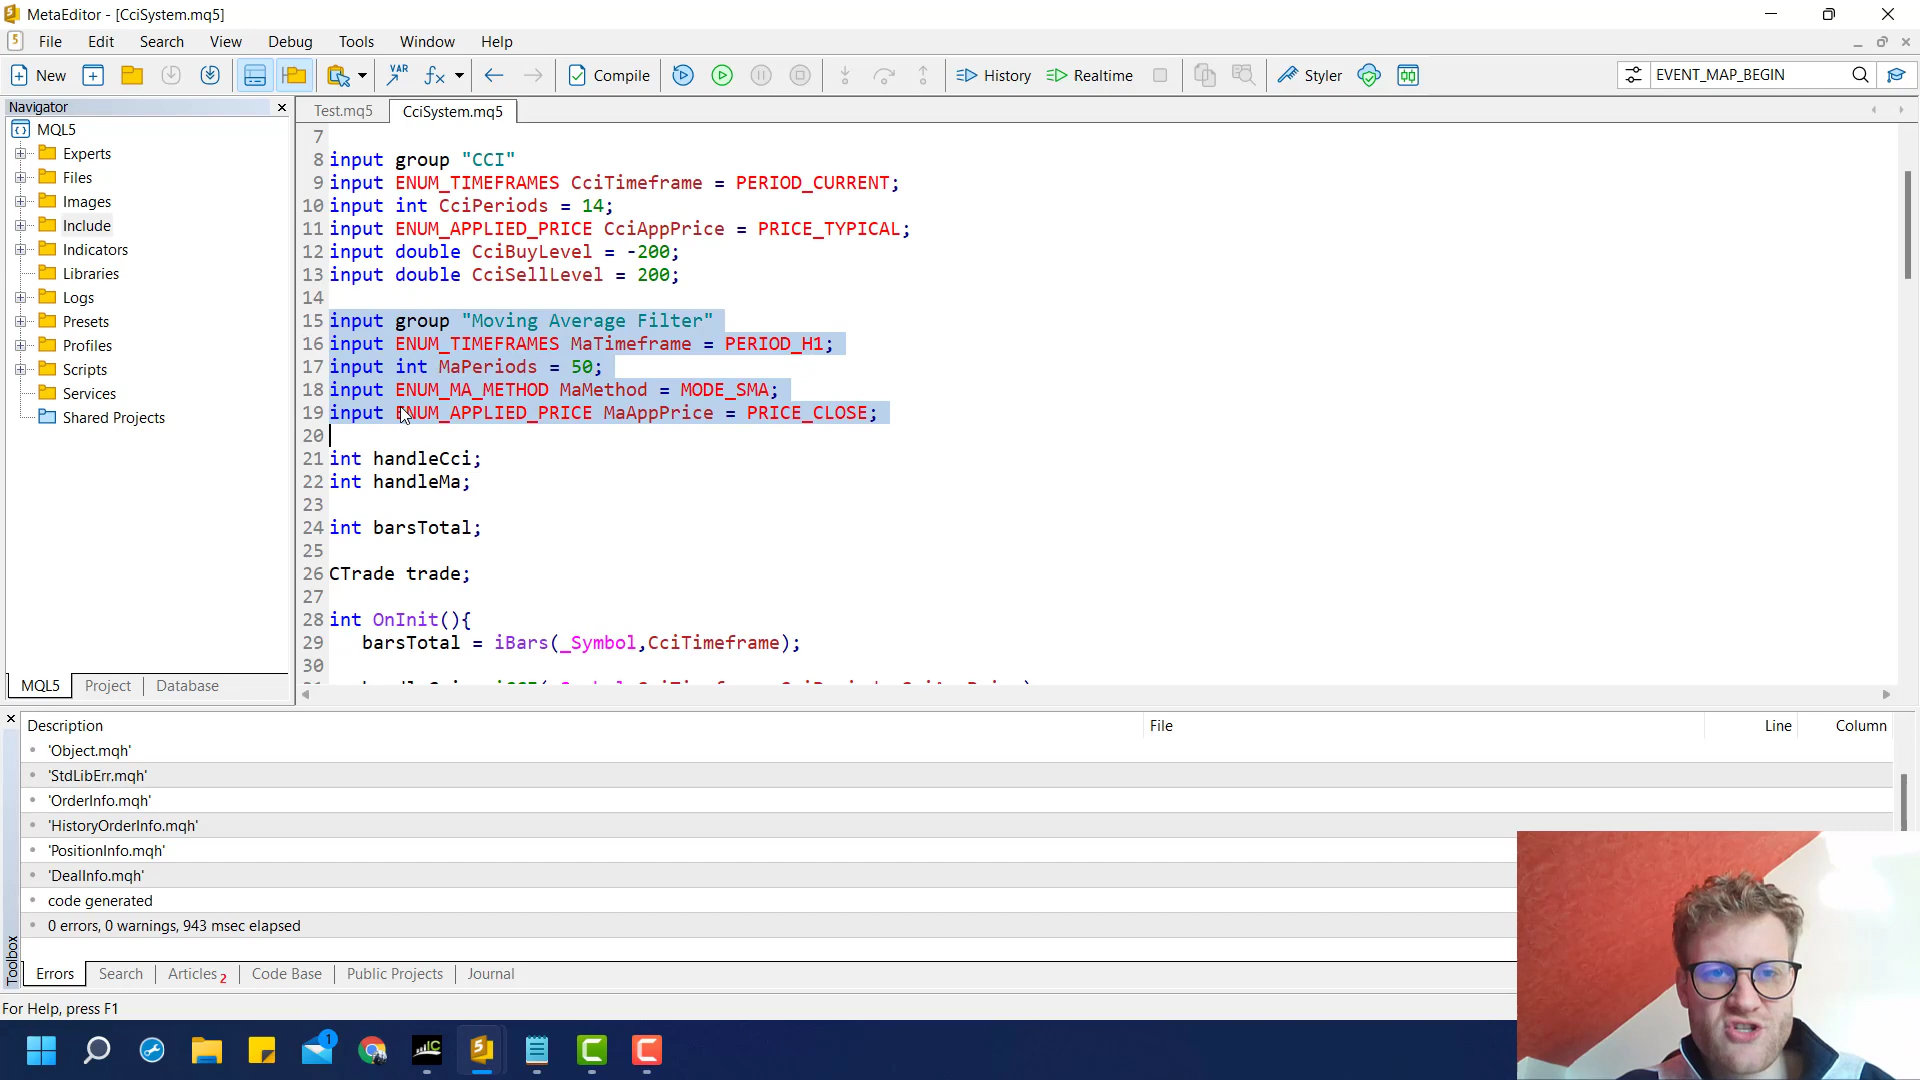 MetaEditor - [CciSystem.mq5]
File Edit Search View Debug Tools Window Help
New VAR Compile History Realtime Styler EVENT_MAP_BEGIN
Navigator
MQL5
Experts
Files
Images
Include
Indicators
Libraries
Logs
Presets
Profiles
Scripts
Services
Shared Projects
MQL5 Project Database
Test.mq5 CciSystem.mq5
7
8 input group "CCI"
9 input ENUM_TIMEFRAMES CciTimeframe = PERIOD_CURRENT;
10 input int CciPeriods = 14;
11 input ENUM_APPLIED_PRICE CciAppPrice = PRICE_TYPICAL;
12 input double CciBuyLevel = -200;
13 input double CciSellLevel = 200;
14
15 input group "Moving Average Filter"
16 input ENUM_TIMEFRAMES MaTimeframe = PERIOD_H1;
17 input int MaPeriods = 50;
18 input ENUM_MA_METHOD MaMethod = MODE_SMA;
19 input ENUM_APPLIED_PRICE MaAppPrice = PRICE_CLOSE;
20
21 int handleCci;
22 int handleMa;
23
24 int barsTotal;
25
26 CTrade trade;
27
28 int OnInit(){
29 barsTotal = iBars(_Symbol,CciTimeframe);
30
Description File Line Column
'Object.mqh'
'StdLibErr.mqh'
'OrderInfo.mqh'
'HistoryOrderInfo.mqh'
'PositionInfo.mqh'
'DealInfo.mqh'
code generated
0 errors, 0 warnings, 943 msec elapsed
Toolbox
Errors Search Articles 2 Code Base Public Projects Journal
For Help, press F1